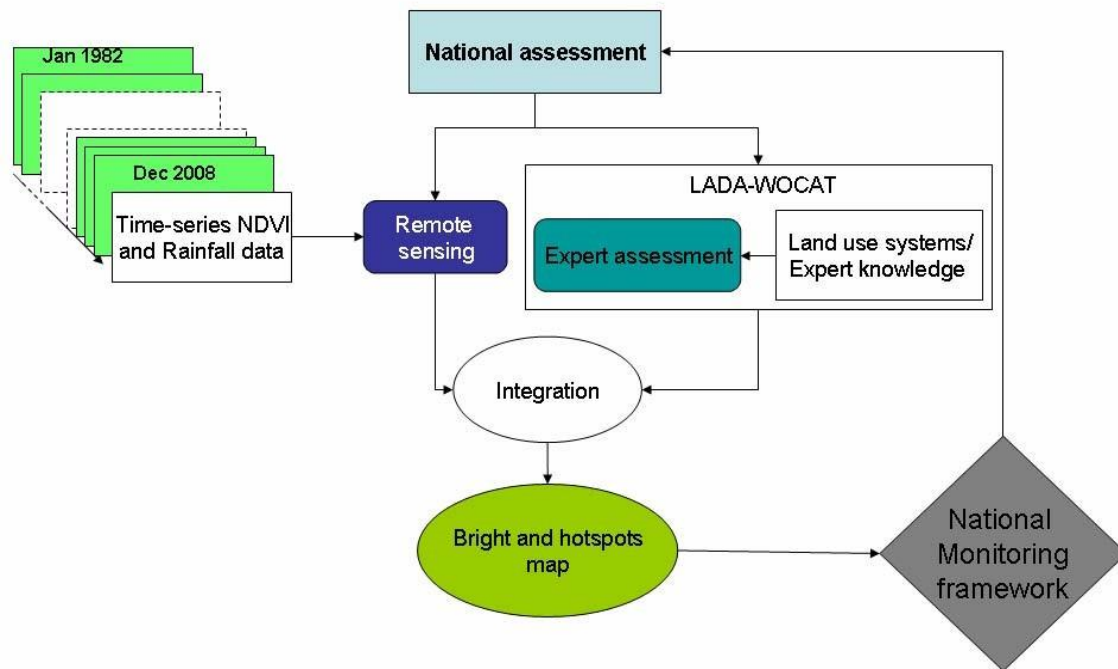 Jan 1982
Dec 2008
Time-series NDVI
and Rainfall data
National assessment
Remote
sensing
LADA-WOCAT
Expert assessment
Land use systems/
Expert knowledge
Integration
Bright and hotspots
map
National
Monitoring
framework